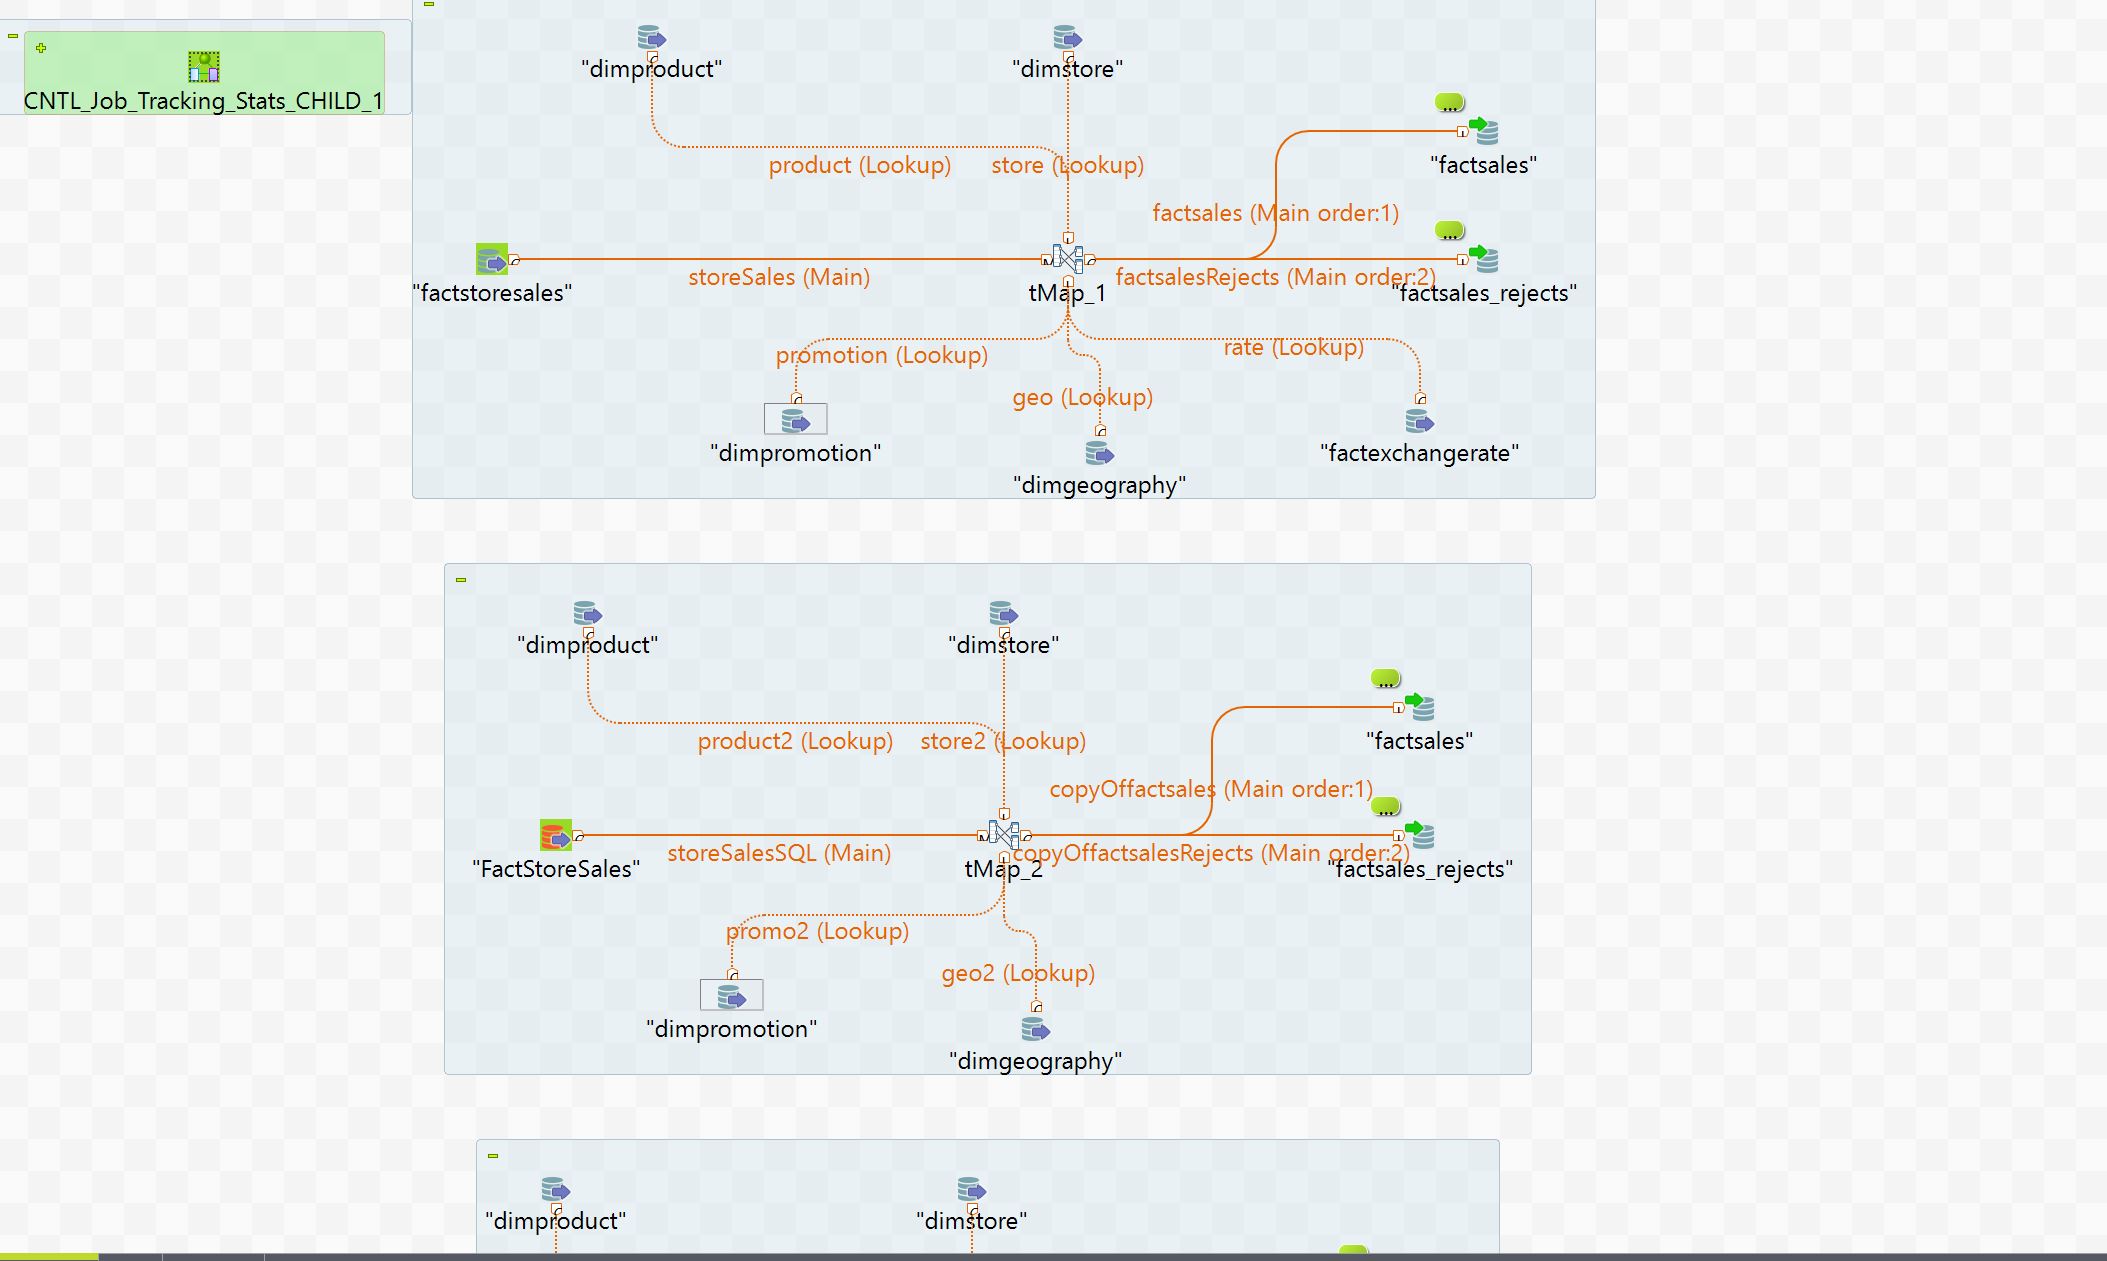 CNTL_Job_Tracking_Stats_CHILD_1
"dimproduct"
"dimstore"
product (Lookup)
store (Lookup)
"factsales"
factsales (Main order:1)
"factstoresales"
storeSales (Main)
tMap_1
factsalesRejects (Main order:2)
"factsales_rejects"
promotion (Lookup)
rate (Lookup)
geo (Lookup)
"dimpromotion"
"dimgeography"
"factexchangerate"
"dimproduct"
"dimstore"
product2 (Lookup)
store2 (Lookup)
"factsales"
copyOffactsales (Main order:1)
"FactStoreSales"
storeSalesSQL (Main)
tMap_2
copyOffactsalesRejects (Main order:2)
"factsales_rejects"
promo2 (Lookup)
geo2 (Lookup)
"dimpromotion"
"dimgeography"
"dimproduct"
"dimstore"